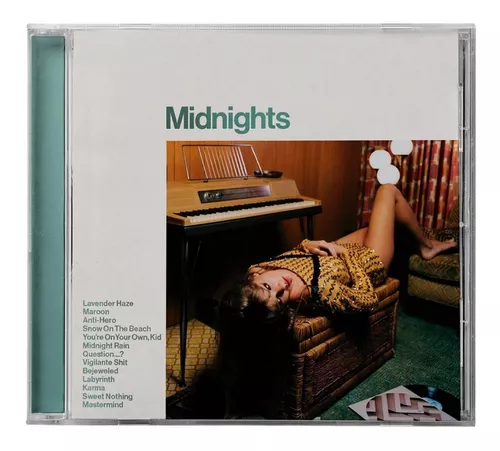 Midnights
Lavender Haze
Maroon
Anti-Hero
Snow On The Beach
You're On Your Own, Kid
Midnight Rain
Question...?
Vigilante Shit
Bejeweled
Labyrinth
Karma
Sweet Nothing
Mastermind